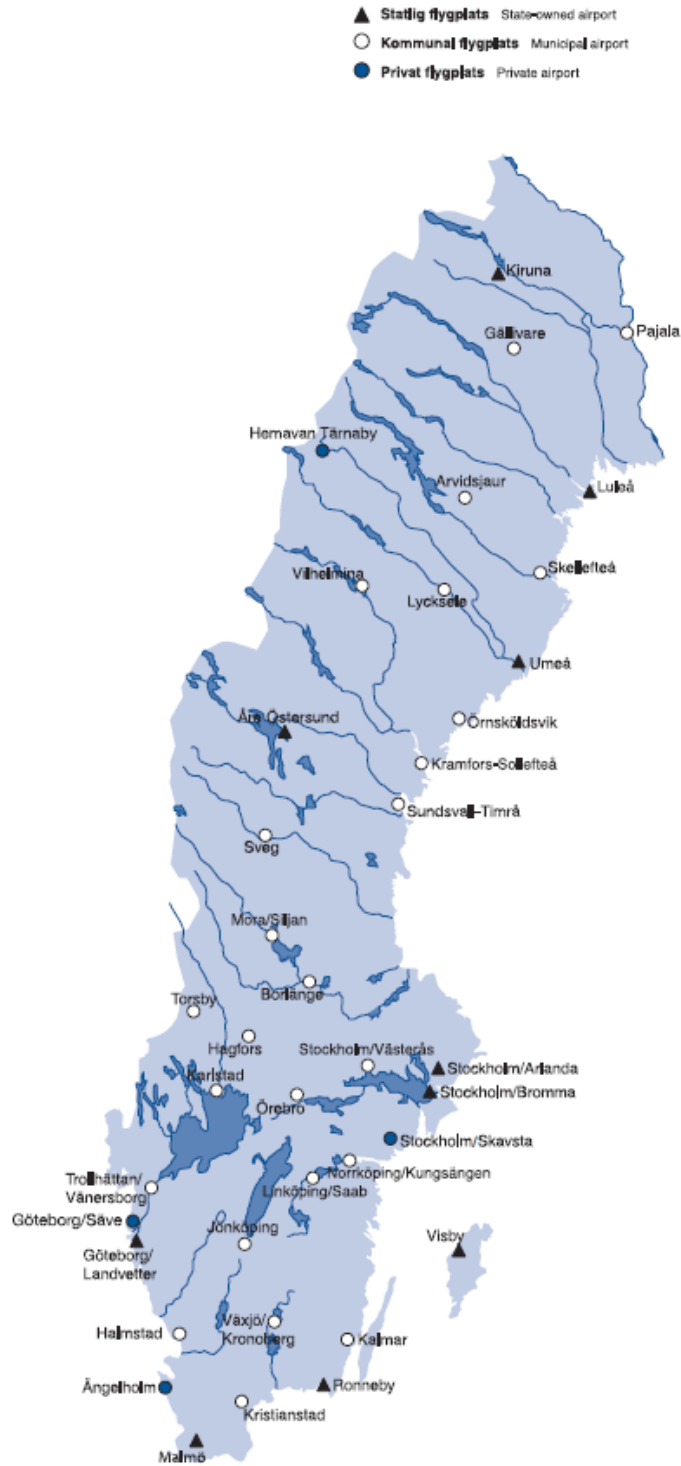 Statlig flygplats State-owned airport
Kommunal flygplats Municipal airport
Privat flygplats Private airport
Kiruna
Pajala
Gällivare
Hemavan Tärnaby
Arvidsjaur
Luleå
Skellefteå
Vilhelmina
Lycksele
Umeå
Örnsköldsvik
Åre Östersund
Kramfors-Sollefteå
Sundsvall-Timrå
Sveg
Mora/Siljan
Borlänge
Torsby
Hagfors
Stockholm/Västerås
Stockholm/Arlanda
Karlstad
Stockholm/Bromma
Örebro
Stockholm/Skavsta
Norrköping/Kungsängen
Trollhättan/
Vänersborg
Linköping/Saab
Göteborg/Säve
Jönköping
Visby
Göteborg/
Landvetter
Växjö/
Kronoberg
Halmstad
Kalmar
Ängelholm
Ronneby
Kristianstad
Malmö